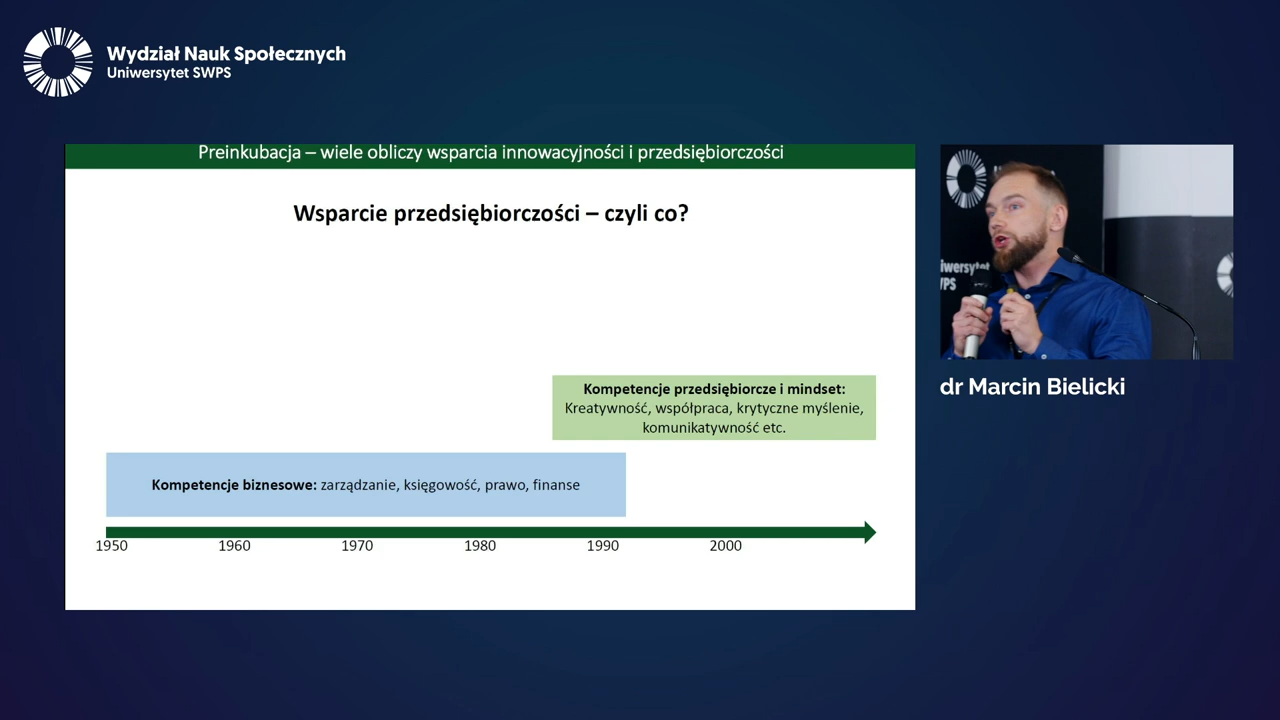 Wydział Nauk Społecznych
Uniwersytet SWPS
Preinkubacja – wiele obliczy wsparcia innowacyjności i przedsiębiorczości
Wsparcie przedsiębiorczości – czyli co?
Kompetencje przedsiębiorcze i mindset:
Kreatywność, współpraca, krytyczne myślenie,
komunikatywność etc.
Kompetencje biznesowe: zarządzanie, księgowość, prawo, finanse
1950 1960 1970 1980 1990 2000
dr Marcin Bielicki